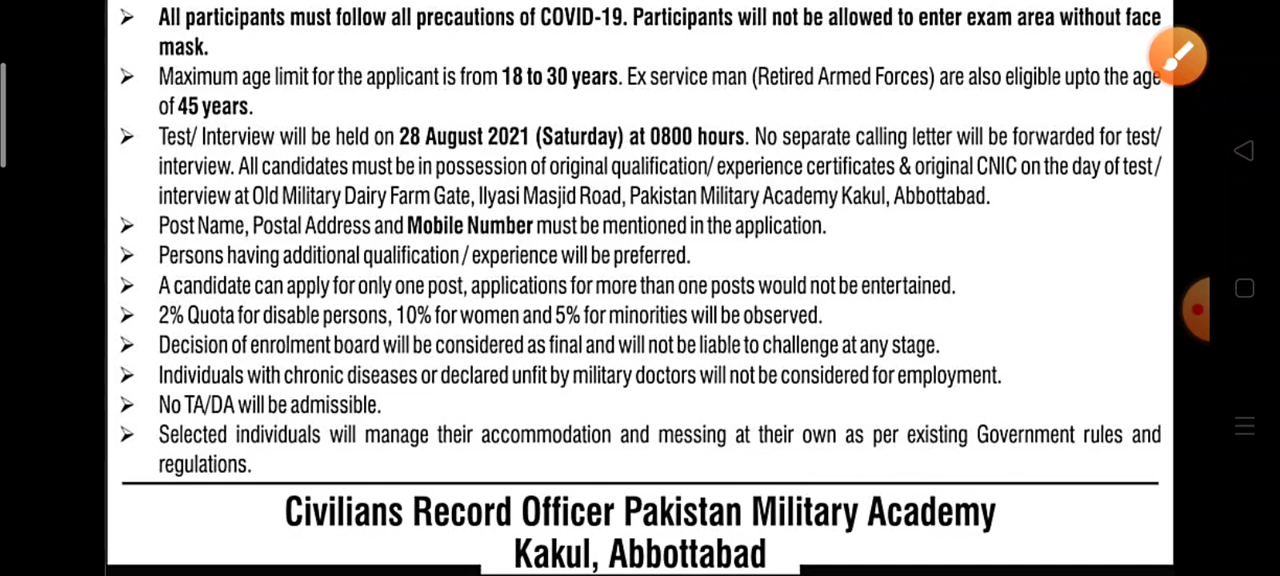 ➤ All participants must follow all precautions of COVID-19. Participants will not be allowed to enter exam area without face
mask.
➤ Maximum age limit for the applicant is from 18 to 30 years. Ex service man (Retired Armed Forces) are also eligible upto the age
of 45 years.
➤ Test/ Interview will be held on 28 August 2021 (Saturday) at 0800 hours. No separate calling letter will be forwarded for test/
interview. All candidates must be in possession of original qualification/ experience certificates & original CNIC on the day of test/
interview at Old Military Dairy Farm Gate, Ilyasi Masjid Road, Pakistan Military Academy Kakul, Abbottabad.
➤ Post Name, Postal Address and Mobile Number must be mentioned in the application.
➤ Persons having additional qualification/ experience will be preferred.
➤ A candidate can apply for only one post, applications for more than one posts would not be entertained.
➤ 2% Quota for disable persons, 10% for women and 5% for minorities will be observed.
➤ Decision of enrolment board will be considered as final and will not be liable to challenge at any stage.
➤ Individuals with chronic diseases or declared unfit by military doctors will not be considered for employment.
➤ No TA/DA will be admissible.
➤ Selected individuals will manage their accommodation and messing at their own as per existing Government rules and
regulations.
Civilians Record Officer Pakistan Military Academy
Kakul, Abbottabad